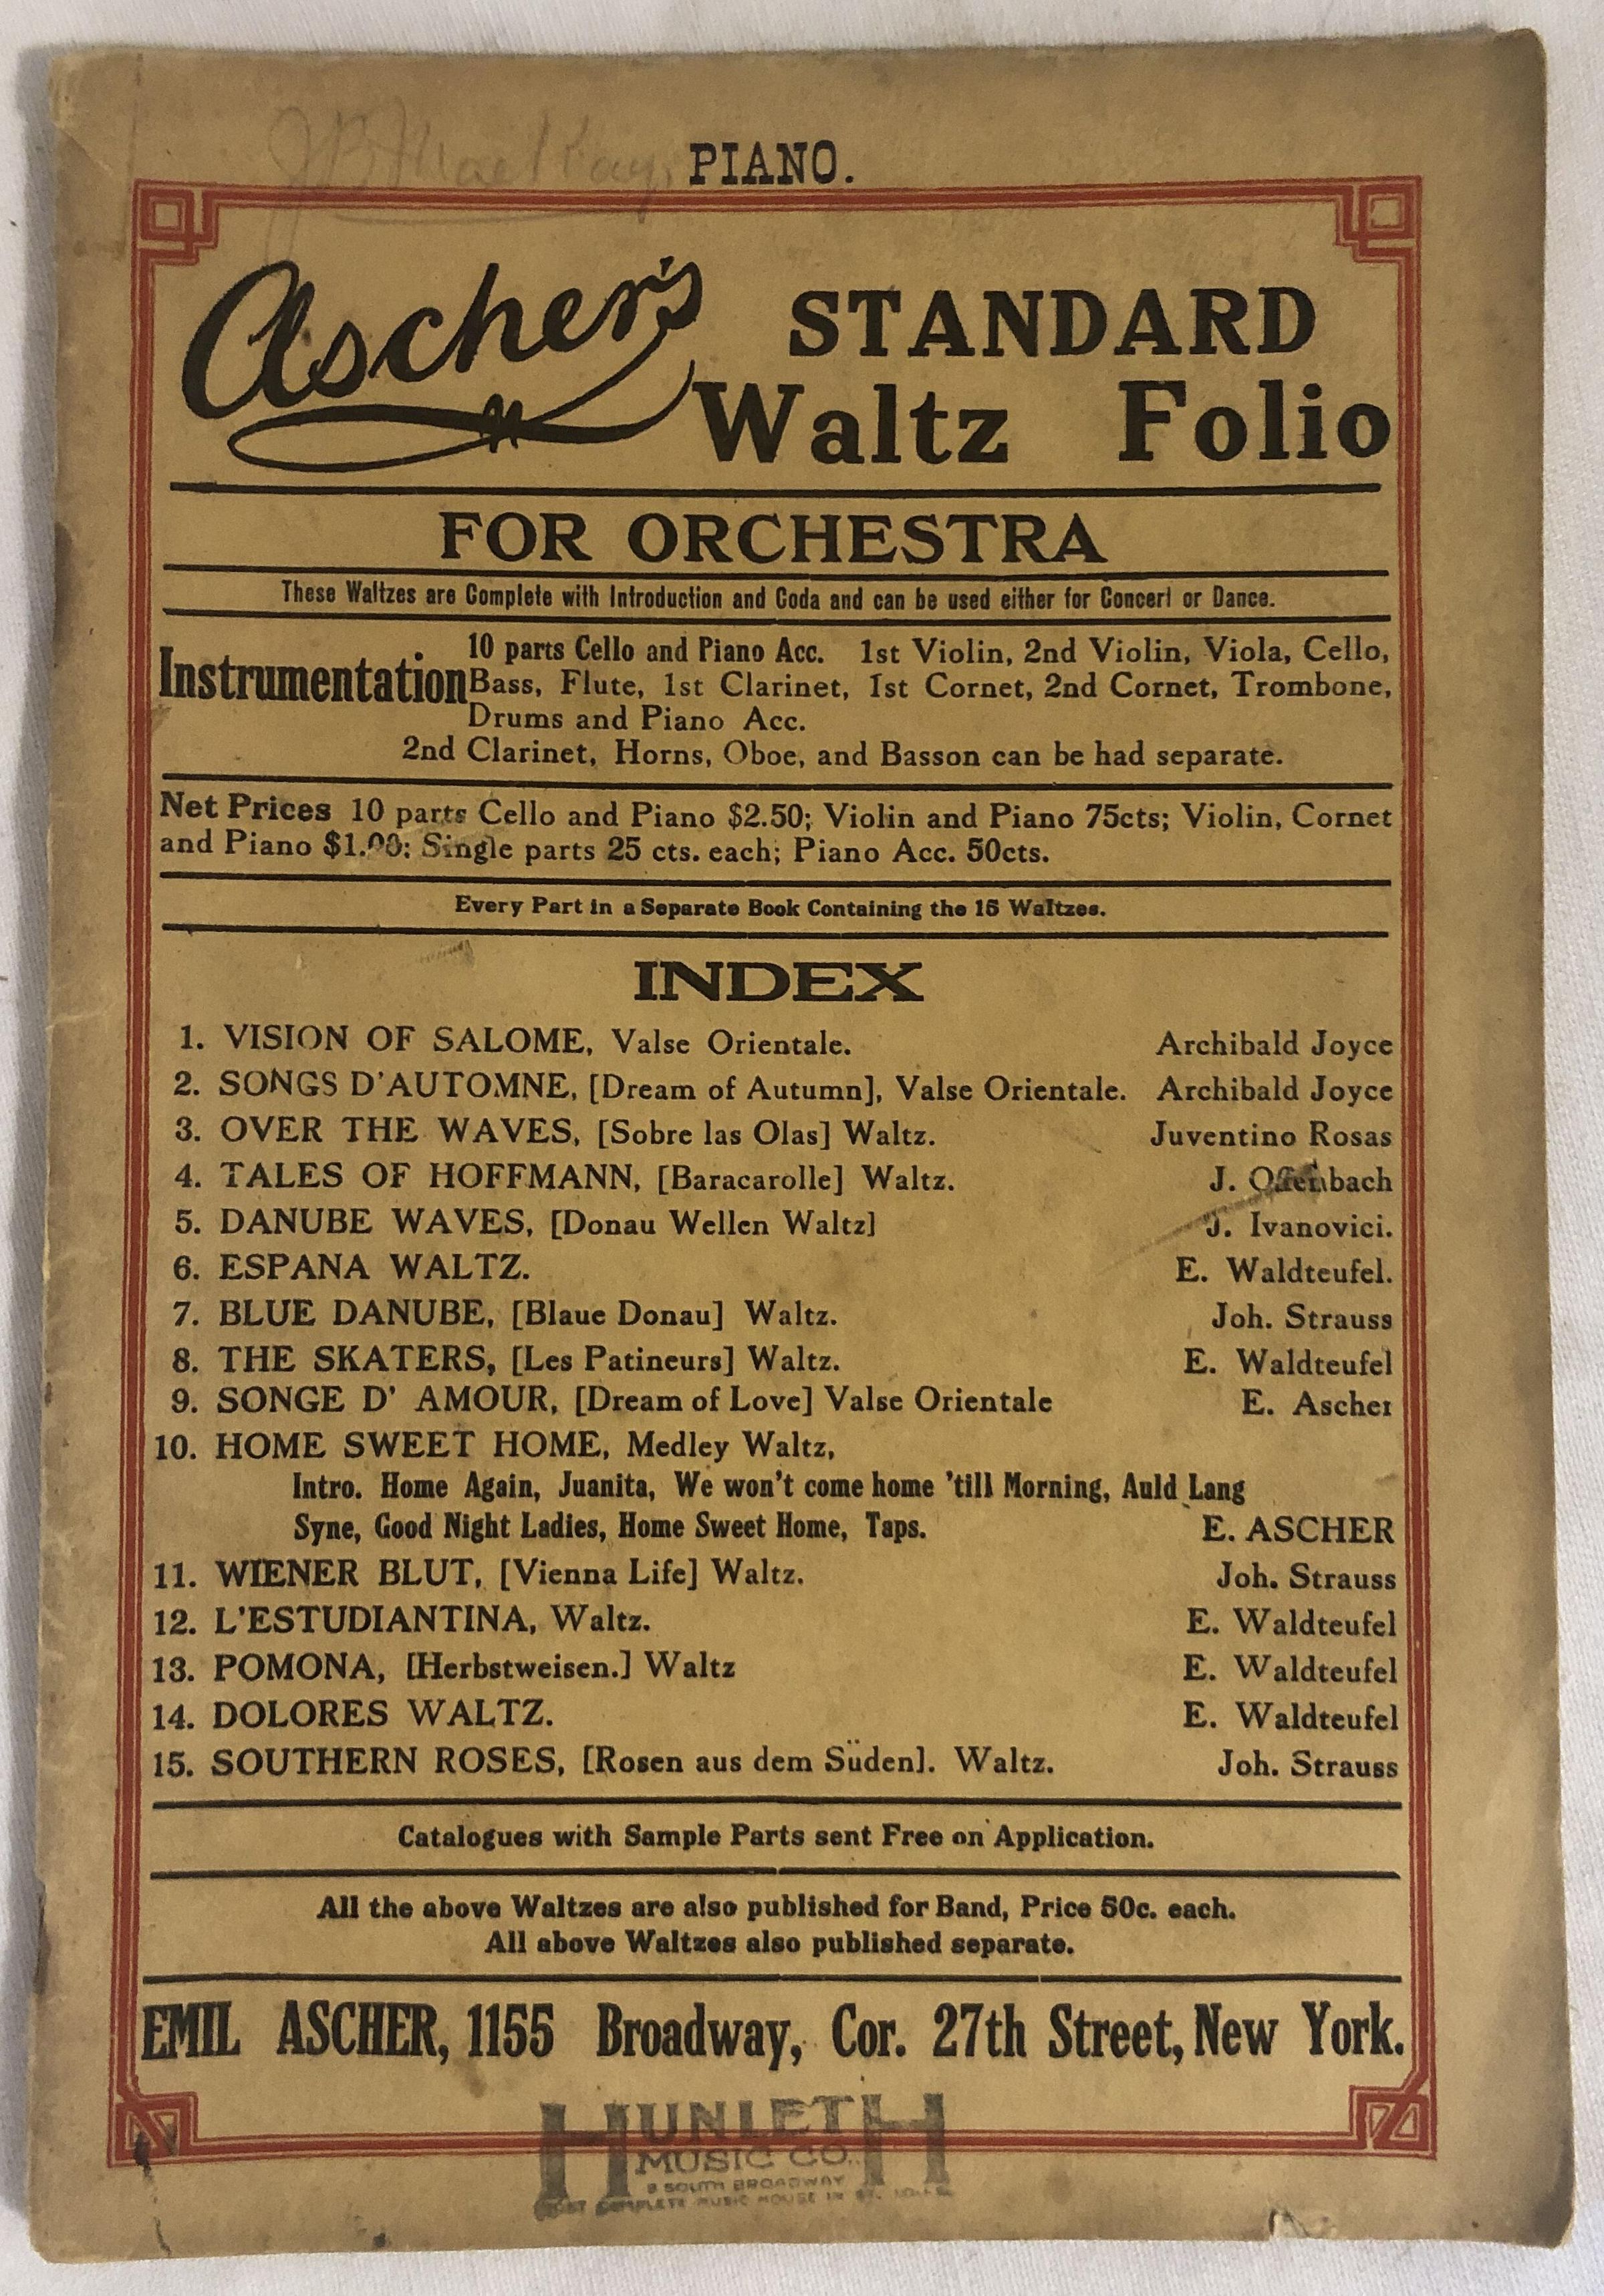 PIANO.
Ascher's STANDARD
Waltz Folio
FOR ORCHESTRA
These Waltzes are Complete with Introduction and Coda and can be used either for Concert or Dance.
Instrumentation 10 parts Cello and Piano Acc. 1st Violin, 2nd Violin, Viola, Cello,
Bass, Flute, 1st Clarinet, 1st Cornet, 2nd Cornet, Trombone,
Drums and Piano Acc.
2nd Clarinet, Horns, Oboe, and Basson can be had separate.
Net Prices 10 parts Cello and Piano $2.50; Violin and Piano 75cts; Violin, Cornet
and Piano $1.00; Single parts 25 cts. each; Piano Acc. 50cts.
Every Part in a Separate Book Containing the 15 Waltzes.
INDEX
1. VISION OF SALOME, Valse Orientale. Archibald Joyce
2. SONGS D'AUTOMNE, [Dream of Autumn], Valse Orientale. Archibald Joyce
3. OVER THE WAVES, [Sobre las Olas] Waltz. Juventino Rosas
4. TALES OF HOFFMANN, [Baracarolle] Waltz. J. Offenbach
5. DANUBE WAVES, [Donau Wellen Waltz] J. Ivanovici.
6. ESPANA WALTZ. E. Waldteufel.
7. BLUE DANUBE, [Blaue Donau] Waltz. Joh. Strauss
8. THE SKATERS, [Les Patineurs] Waltz. E. Waldteufel
9. SONGE D' AMOUR, [Dream of Love] Valse Orientale E. Ascher
10. HOME SWEET HOME, Medley Waltz,
Intro. Home Again, Juanita, We won't come home 'till Morning, Auld Lang
Syne, Good Night Ladies, Home Sweet Home, Taps. E. ASCHER
11. WIENER BLUT, [Vienna Life] Waltz. Joh. Strauss
12. L'ESTUDIANTINA, Waltz. E. Waldteufel
13. POMONA, [Herbstweisen.] Waltz E. Waldteufel
14. DOLORES WALTZ. E. Waldteufel
15. SOUTHERN ROSES, [Rosen aus dem Süden]. Waltz. Joh. Strauss
Catalogues with Sample Parts sent Free on Application.
All the above Waltzes are also published for Band, Price 50c. each.
All above Waltzes also published separate.
EMIL ASCHER, 1155 Broadway, Cor. 27th Street, New York.
HUNLETH
MUSIC CO.
SOUTH BROADWAY
MOST COMPLETE MUSIC HOUSE IN ST. LOUIS